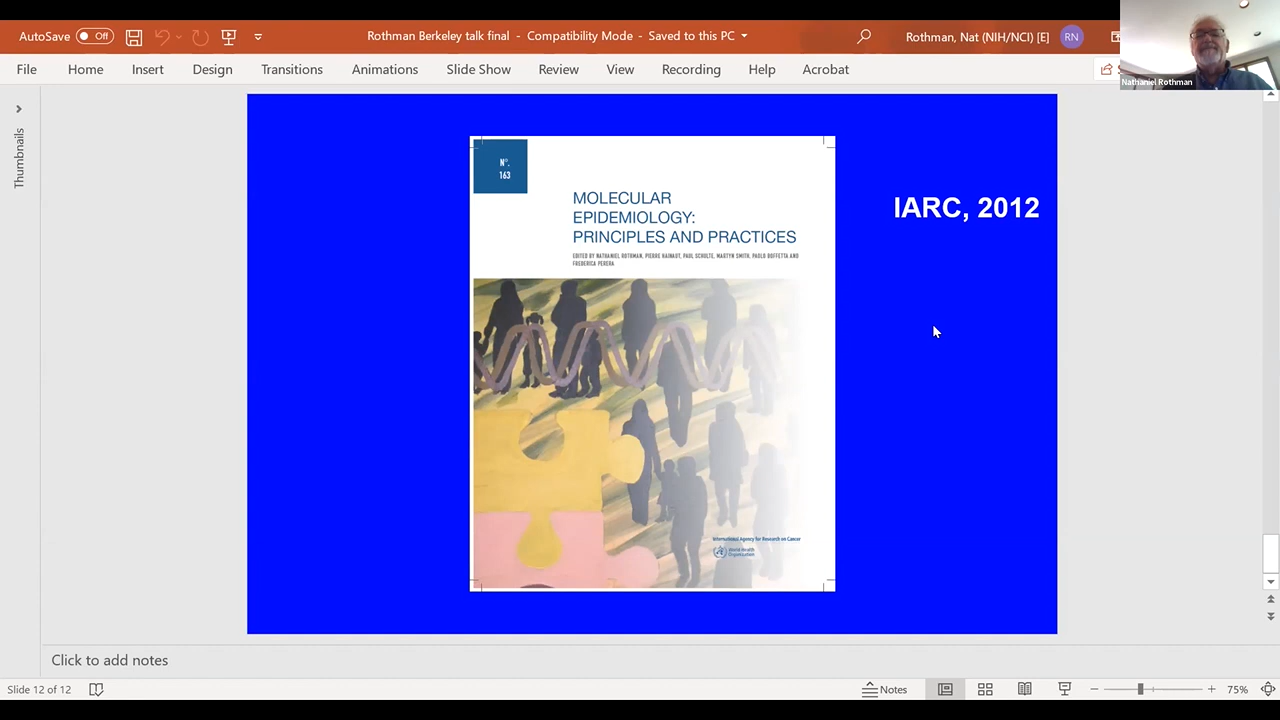 AutoSave Off Rothman Berkeley talk final - Compatibility Mode - Saved to this PC Rothman, Nat (NIH/NCI) [E] RN
Nathaniel Rothman
File Home Insert Design Transitions Animations Slide Show Review View Recording Help Acrobat
Thumbnails
N°.
163
MOLECULAR
EPIDEMIOLOGY:
PRINCIPLES AND PRACTICES
EDITED BY NATHANIEL ROTHMAN, PIERRE HAINAUT, PAUL SCHULTE, MARTYN SMITH, PAOLO BOFFETTA AND
FREDERICA PERERA
IARC, 2012
International Agency for Research on Cancer
World Health
Organization
Click to add notes
Slide 12 of 12 Notes 75%